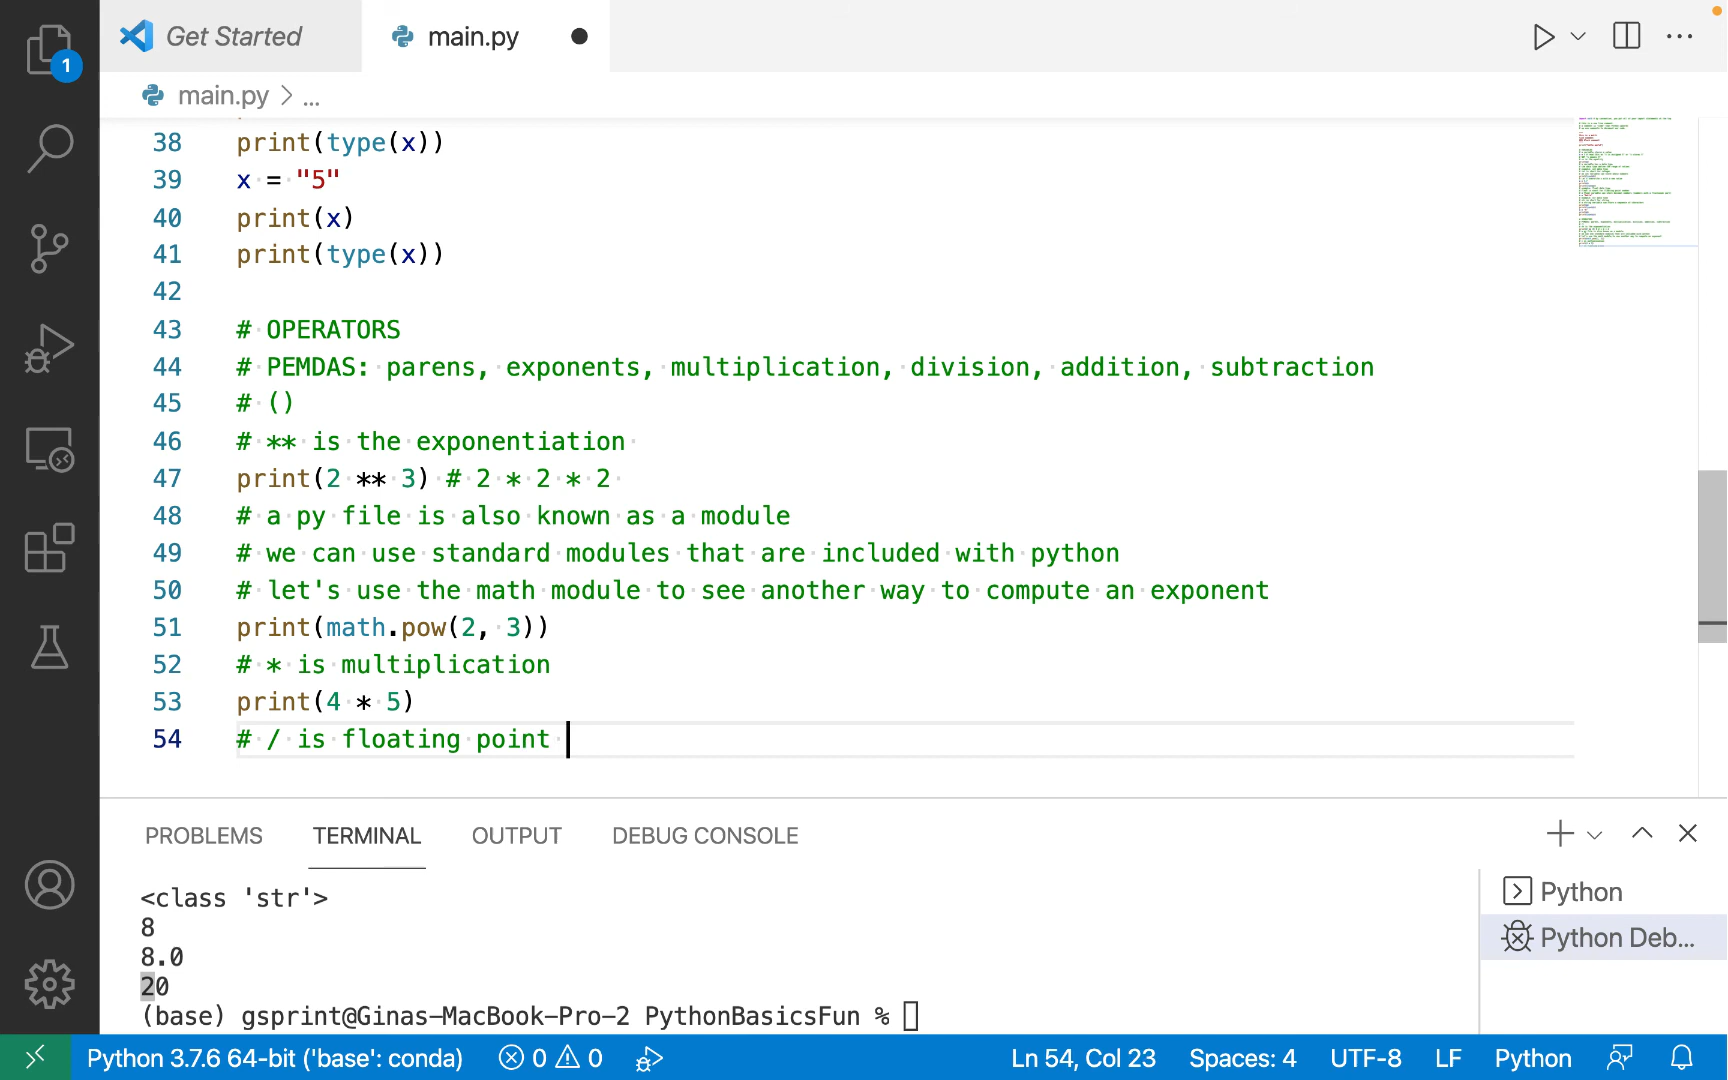 Get Started
main.py
main.py > ...
38 print(type(x))
39 x = "5"
40 print(x)
41 print(type(x))
42
43 # OPERATORS
44 # PEMDAS: parens, exponents, multiplication, division, addition, subtraction
45 # ()
46 # ** is the exponentiation
47 print(2 ** 3) # 2 * 2 * 2
48 # a py file is also known as a module
49 # we can use standard modules that are included with python
50 # let's use the math module to see another way to compute an exponent
51 print(math.pow(2, 3))
52 # * is multiplication
53 print(4 * 5)
54 # / is floating point
1
PROBLEMS TERMINAL OUTPUT DEBUG CONSOLE
<class 'str'>
8
8.0
20
(base) gsprint@Ginas-MacBook-Pro-2 PythonBasicsFun %
Python
Python Deb...
Python 3.7.6 64-bit ('base': conda) 0 0 Ln 54, Col 23 Spaces: 4 UTF-8 LF Python